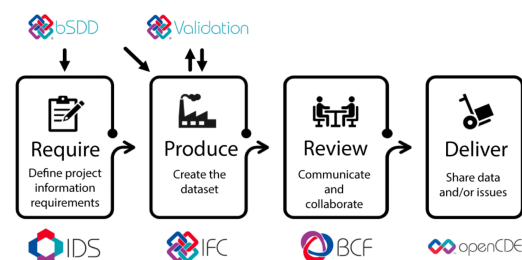 bSDD
Validation
Require
Define project
information
requirements
Produce
Create the
dataset
Review
Communicate
and
collaborate
Deliver
Share data
and/or issues
IDS
IFC
BCF
openCDE